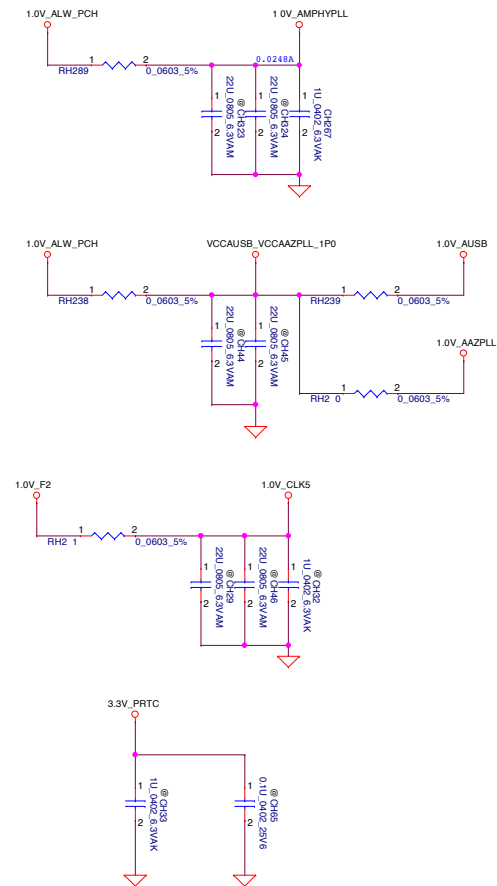 1.0V_ALW_PCH
1 0V_AMPHYPLL
RH289
1
2
0_0603_5%
0.0248A
1
2
@ CH323
22U_0805_6.3VAM
1
2
@ CH324
22U_0805_6.3VAM
1
2
CH267
1U_0402_6.3VAK
1.0V_ALW_PCH
VCCAUSB_VCCAAZPLL_1P0
1.0V_AUSB
RH238
1
2
0_0603_5%
RH239
1
2
0_0603_5%
1
2
@ CH44
22U_0805_6.3VAM
1
2
@ CH45
22U_0805_6.3VAM
1.0V_AAZPLL
RH2 0
1
2
0_0603_5%
1.0V_F2
1.0V_CLK5
RH2 1
1
2
0_0603_5%
1
2
@ CH29
22U_0805_6.3VAM
1
2
@ CH46
22U_0805_6.3VAM
1
2
@ CH32
1U_0402_6.3VAK
3.3V_PRTC
1
2
@ CH33
1U_0402_6.3VAK
1
2
@ CH65
0.1U_0402_25V6